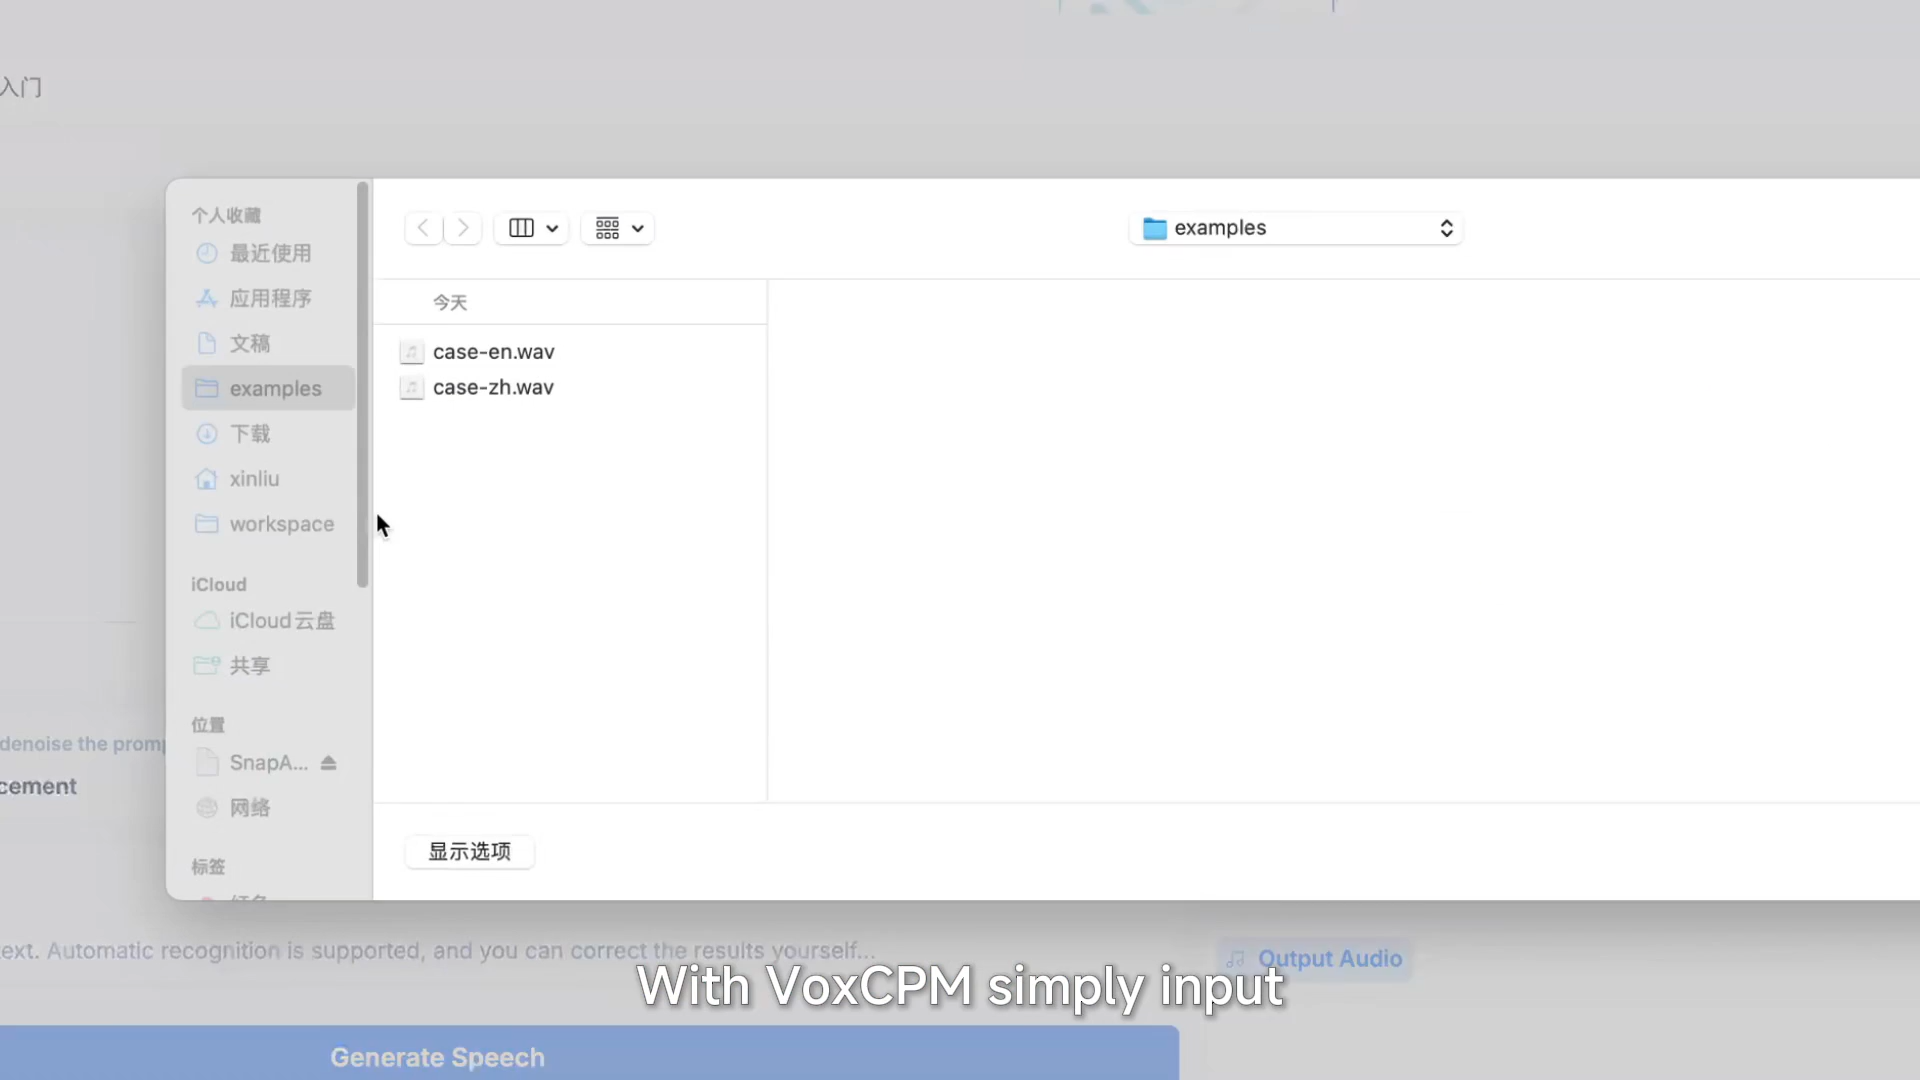 入门
个人收藏
最近使用
应用程序
文稿
examples
下载
xinliu
workspace
iCloud
iCloud云盘
共享
位置
SnapA...
网络
标签
examples
今天
case-en.wav
case-zh.wav
显示选项
denoise the promp
cement
ext. Automatic recognition is supported, and you can correct the results yourself...
Output Audio
With VoxCPM simply input
Generate Speech